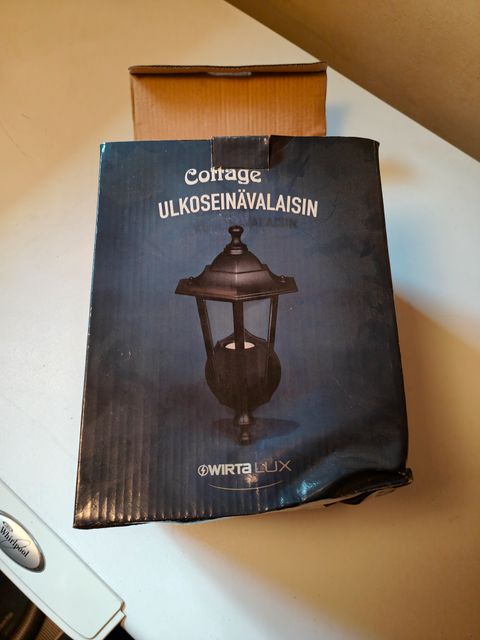 Cottage
ULKOSEINÄVALAISIN
WIRTA LUX
Whirlpool